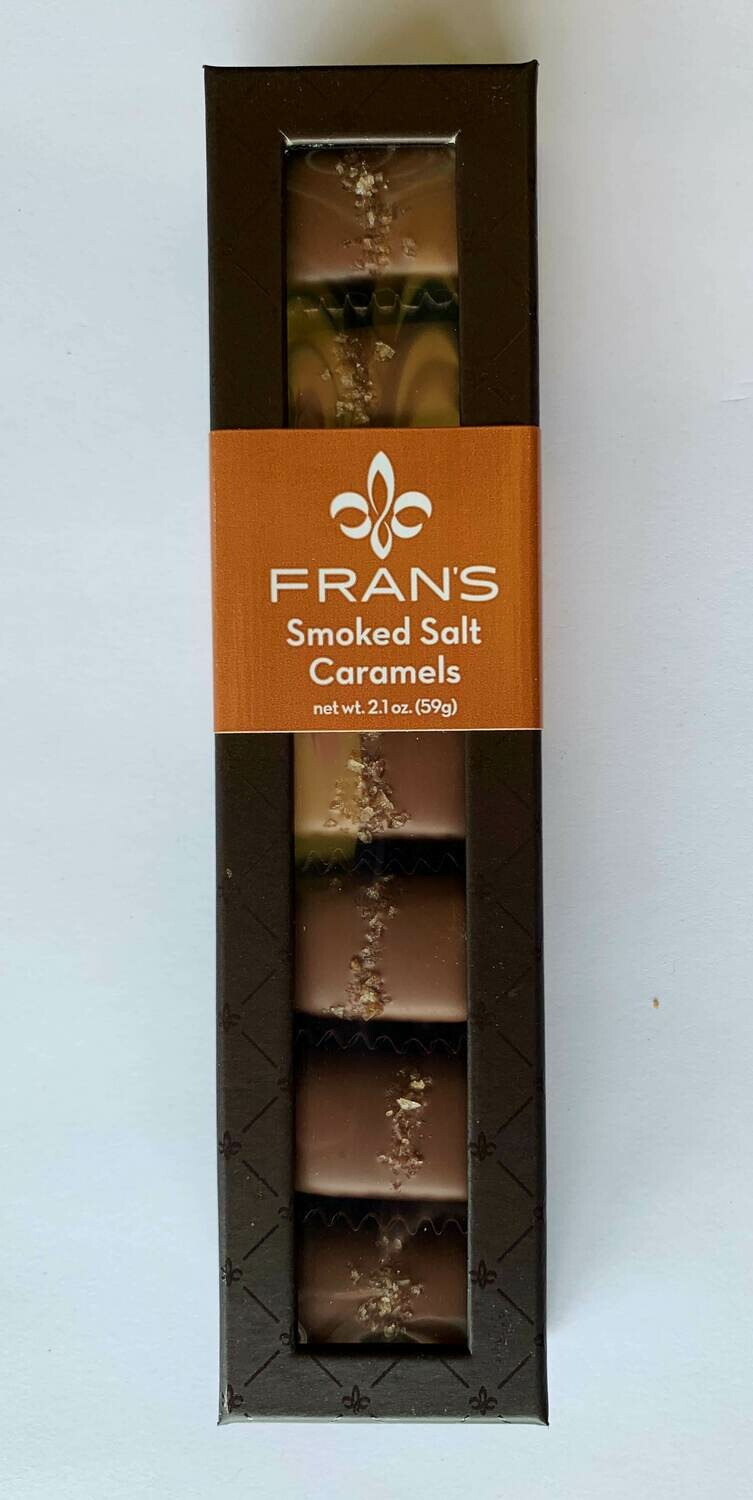 FRAN'S
Smoked Salt
Caramels
net wt. 2.1 oz. (59g)